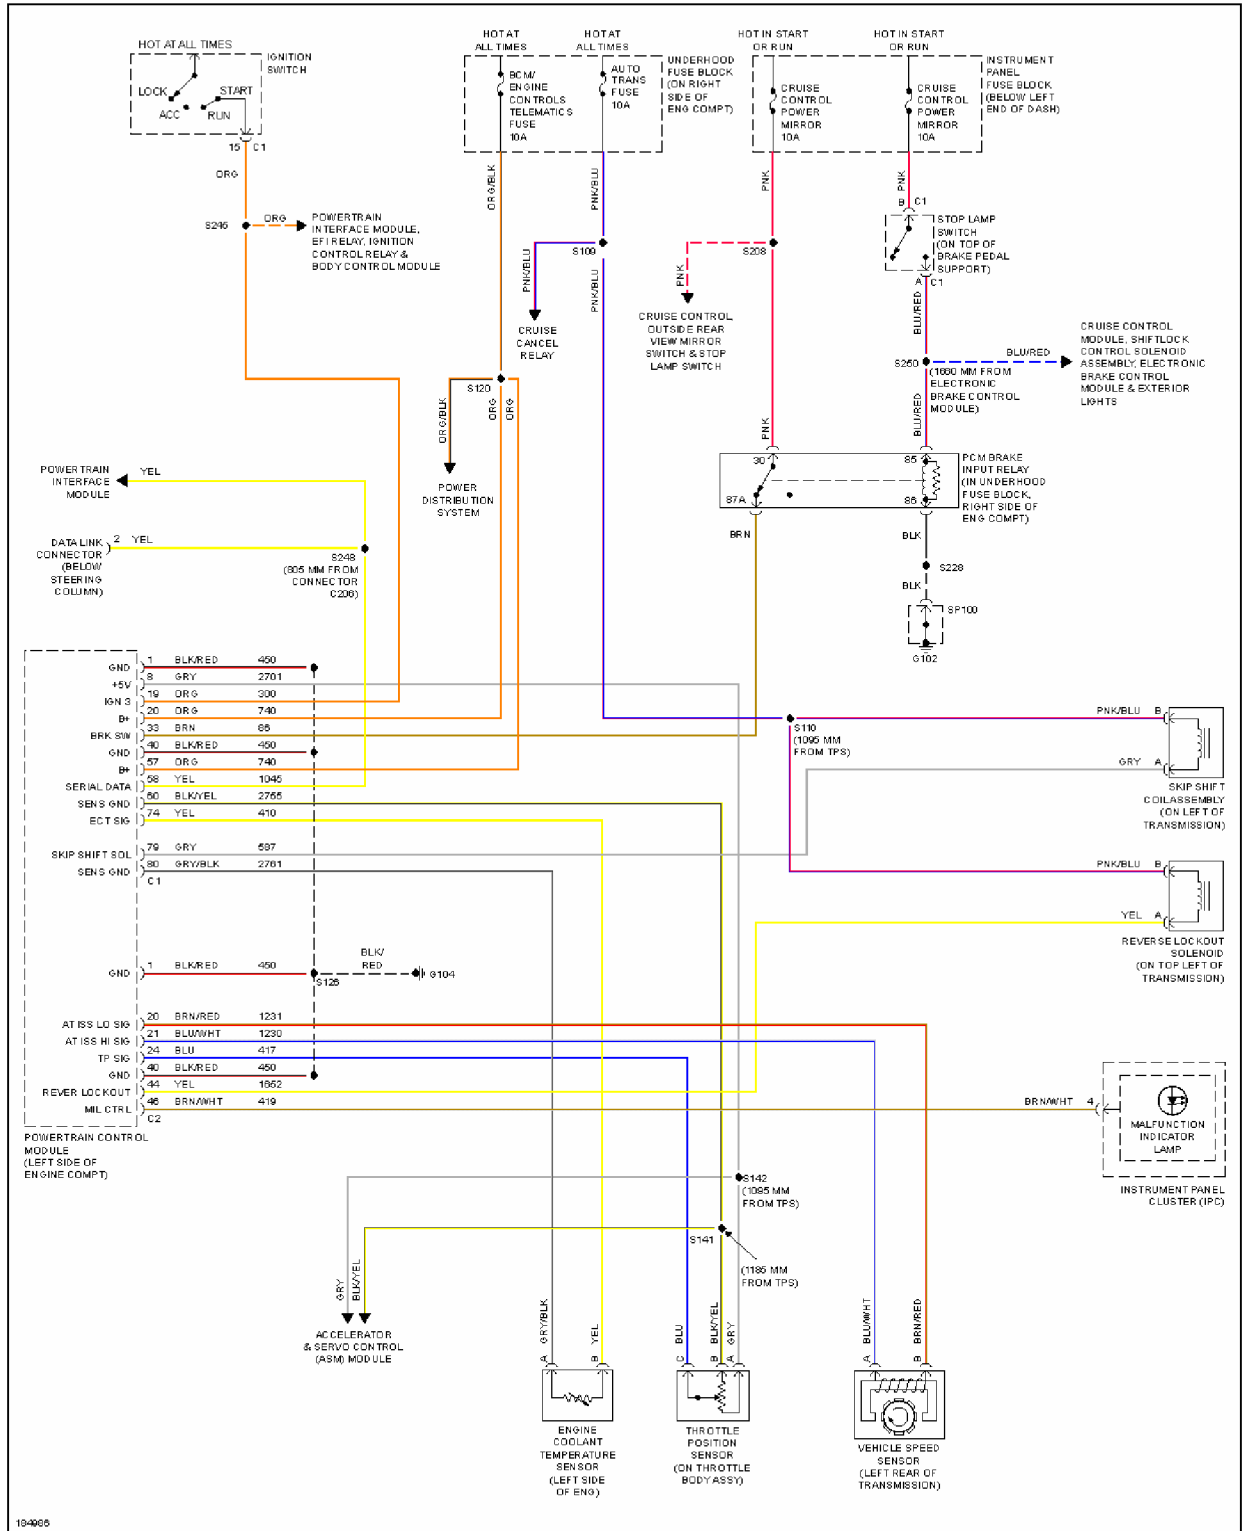 HOT AT ALL TIMES
IGNITION
SWITCH
LOCK
ACC
START
RUN
15
C1
ORG
S245
ORG
POWERTRAIN
INTERFACE MODULE,
EFI RELAY, IGNITION
CONTROL RELAY &
BODY CONTROL MODULE
HOT AT
ALL TIMES
HOT AT
ALL TIMES
BCM/
ENGINE
CONTROLS
TELEMATICS
FUSE
10A
AUTO
TRANS
FUSE
10A
UNDERHOOD
FUSE BLOCK
(ON RIGHT
SIDE OF
ENG COMPT)
HOT IN START
OR RUN
HOT IN START
OR RUN
CRUISE
CONTROL
POWER
MIRROR
10A
CRUISE
CONTROL
POWER
MIRROR
10A
INSTRUMENT
PANEL
FUSE BLOCK
(BELOW LEFT
END OF DASH)
ORG/BLK
PNK/BLU
PNK
PNK
B
C1
STOP LAMP
SWITCH
(ON TOP OF
BRAKE PEDAL
SUPPORT)
A
C1
S109
PNK/BLU
PNK/BLU
CRUISE
CANCEL
RELAY
S208
PNK
CRUISE CONTROL,
OUTSIDE REAR
VIEW MIRROR
SWITCH & STOP
LAMP SWITCH
BLU/RED
S250
BLU/RED
(1660 MM FROM
ELECTRONIC
BRAKE CONTROL
MODULE)
CRUISE CONTROL
MODULE, SHIFTLOCK
CONTROL SOLENOID
ASSEMBLY, ELECTRONIC
BRAKE CONTROL
MODULE & EXTERIOR
LIGHTS
S120
ORG/BLK
ORG
ORG
POWER
DISTRIBUTION
SYSTEM
PNK
BLU/RED
30
85
87A
86
PCM BRAKE
INPUT RELAY
(IN UNDERHOOD
FUSE BLOCK,
RIGHT SIDE OF
ENG COMPT)
BRN
BLK
S228
BLK
SP100
G102
POWERTRAIN
INTERFACE
MODULE
YEL
DATA LINK
CONNECTOR
(BELOW
STEERING
COLUMN)
2
YEL
S248
(805 MM FROM
CONNECTOR
C206)
GND
1
BLK/RED
450
+5V
8
GRY
2701
IGN 3
19
ORG
300
B+
20
ORG
740
BRK SW
33
BRN
86
GND
40
BLK/RED
450
B+
57
ORG
740
SERIAL DATA
58
YEL
1045
SENS GND
60
BLK/YEL
2755
ECT SIG
74
YEL
410
SKIP SHIFT SOL
79
GRY
587
SENS GND
80
GRY/BLK
2761
C1
GND
1
BLK/RED
450
S126
BLK/
RED
G104
AT ISS LO SIG
20
BRN/RED
1231
AT ISS HI SIG
21
BLU/WHT
1230
TP SIG
24
BLU
417
GND
40
BLK/RED
450
REVER LOCKOUT
44
YEL
1652
MIL CTRL
46
BRN/WHT
419
C2
POWERTRAIN CONTROL
MODULE
(LEFT SIDE OF
ENGINE COMPT)
S110
(1095 MM
FROM TPS)
PNK/BLU
B
GRY
A
SKIP SHIFT
COIL ASSEMBLY
(ON LEFT OF
TRANSMISSION)
PNK/BLU
B
YEL
A
REVERSE LOCKOUT
SOLENOID
(ON TOP LEFT OF
TRANSMISSION)
BRN/WHT
4
MALFUNCTION
INDICATOR
LAMP
INSTRUMENT PANEL
CLUSTER (IPC)
S142
(1095 MM
FROM TPS)
S141
(1185 MM
FROM TPS)
GRY
BLK/YEL
ACCELERATOR
& SERVO CONTROL
(ASM) MODULE
A
GRY/BLK
B
YEL
ENGINE
COOLANT
TEMPERATURE
SENSOR
(LEFT SIDE
OF ENG)
C
BLU
B
BLK/YEL
A
GRY
THROTTLE
POSITION
SENSOR
(ON THROTTLE
BODY ASSY)
A
BLU/WHT
B
BRN/RED
VEHICLE SPEED
SENSOR
(LEFT REAR OF
TRANSMISSION)
184986